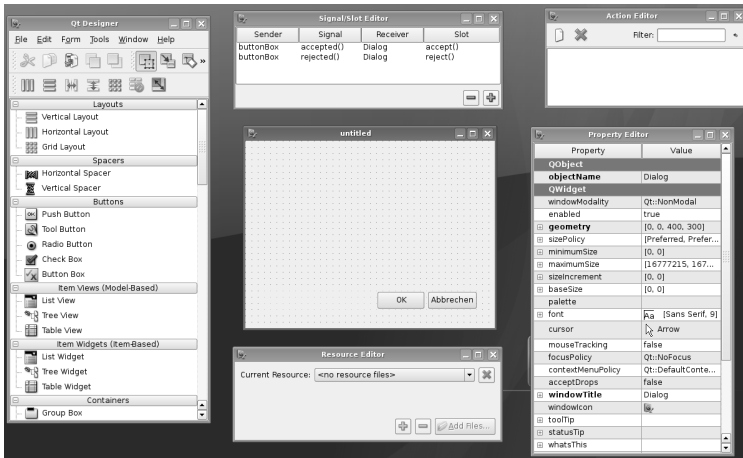 Qt Designer
File Edit Form Tools Window Help
Layouts
Vertical Layout
Horizontal Layout
Grid Layout
Spacers
Horizontal Spacer
Vertical Spacer
Buttons
OK Push Button
Tool Button
Radio Button
Check Box
Button Box
Item Views (Model-Based)
List View
Tree View
Table View
Item Widgets (Item-Based)
List Widget
Tree Widget
Table Widget
Containers
Group Box
Signal/Slot Editor
Sender Signal Receiver Slot
buttonBox accepted() Dialog accept()
buttonBox rejected() Dialog reject()
untitled
OK Abbrechen
Resource Editor
Current Resource: <no resource files>
Add Files...
Action Editor
Filter:
Property Editor
Property Value
QObject
objectName Dialog
QWidget
windowModality Qt::NonModal
enabled true
geometry [0, 0, 400, 300]
sizePolicy [Preferred, Prefer...
minimumSize [0, 0]
maximumSize [16777215, 167...
sizeIncrement [0, 0]
baseSize [0, 0]
palette
font Aa [Sans Serif, 9]
cursor Arrow
mouseTracking false
focusPolicy Qt::NoFocus
contextMenuPolicy Qt::DefaultConte...
acceptDrops false
windowTitle Dialog
windowIcon
toolTip
statusTip
whatsThis